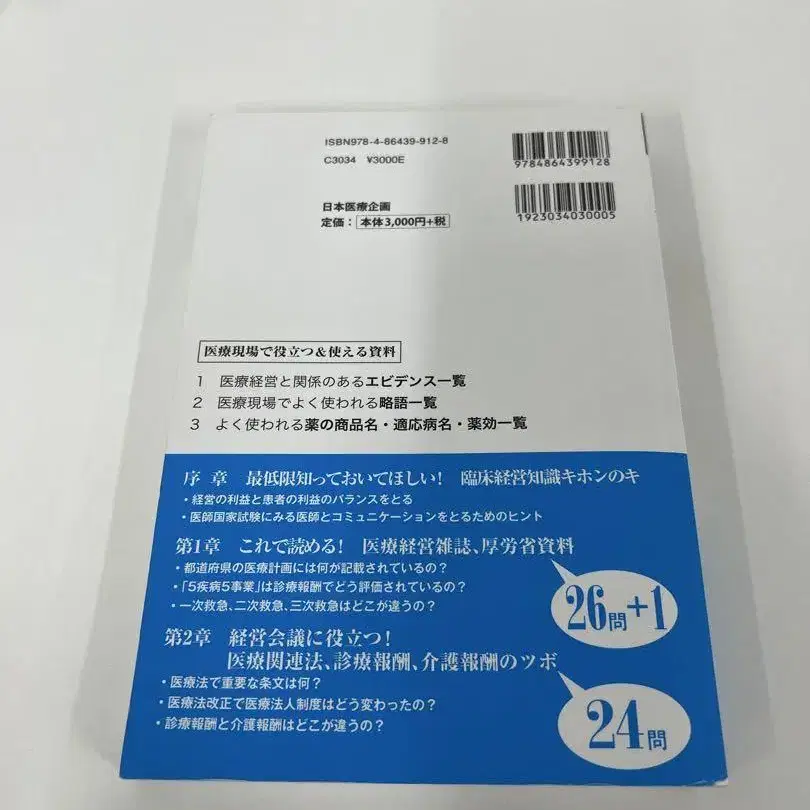 ISBN978-4-86439-912-8
C3034 ¥3000E
9784864399128
1923034030005
日本医療企画
定価：本体3,000円+税
医療現場で役立つ＆使える資料
1 医療経営と関係のあるエビデンス一覧
2 医療現場でよく使われる略語一覧
3 よく使われる薬の商品名・適応病名・薬効一覧
序 章 最低限知っておいてほしい！ 臨床経営知識キホンのキ
・経営の利益と患者の利益のバランスをとる
・医師国家試験にみる医師とコミュニケーションをとるためのヒント
第1章 これで読める！ 医療経営雑誌、厚労省資料
・都道府県の医療計画には何が記載されているの？
・「5疾病5事業」は診療報酬でどう評価されているの？
・一次救急、二次救急、三次救急はどこが違うの？
26問+1
第2章 経営会議に役立つ！
医療関連法、診療報酬、介護報酬のツボ
・医療法で重要な条文は何？
・医療法改正で医療法人制度はどう変わったの？
・診療報酬と介護報酬はどこが違うの？
24問